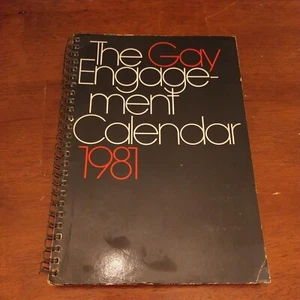 The Gay
Engage-
ment
Calendar
1981